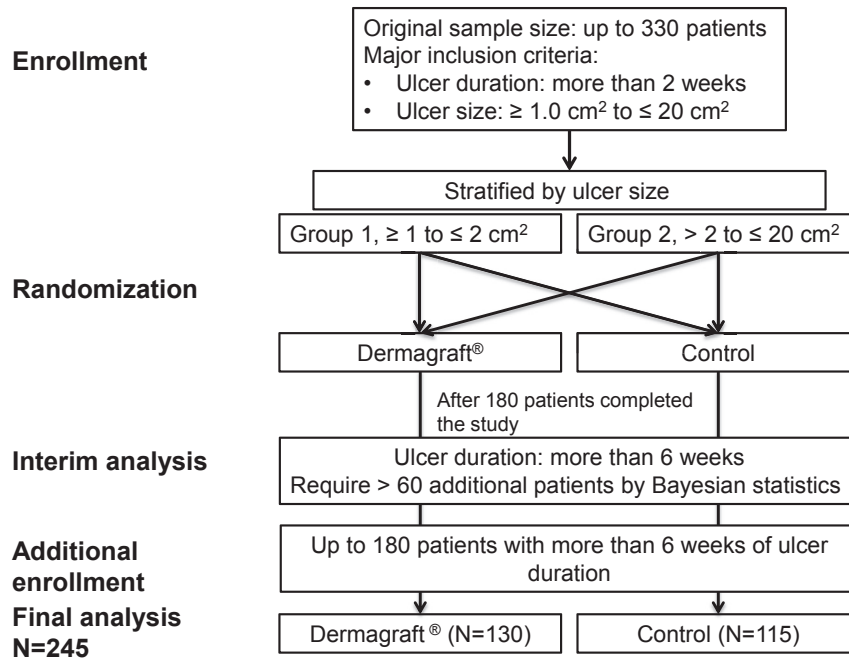 Enrollment
Original sample size: up to 330 patients
Major inclusion criteria:
• Ulcer duration: more than 2 weeks
• Ulcer size: ≥ 1.0 cm² to ≤ 20 cm²
Stratified by ulcer size
Group 1, ≥ 1 to ≤ 2 cm²
Group 2, > 2 to ≤ 20 cm²
Randomization
Dermagraft®
Control
After 180 patients completed
the study
Interim analysis
Ulcer duration: more than 6 weeks
Require > 60 additional patients by Bayesian statistics
Additional
enrollment
Up to 180 patients with more than 6 weeks of ulcer
duration
Final analysis
N=245
Dermagraft ® (N=130)
Control (N=115)